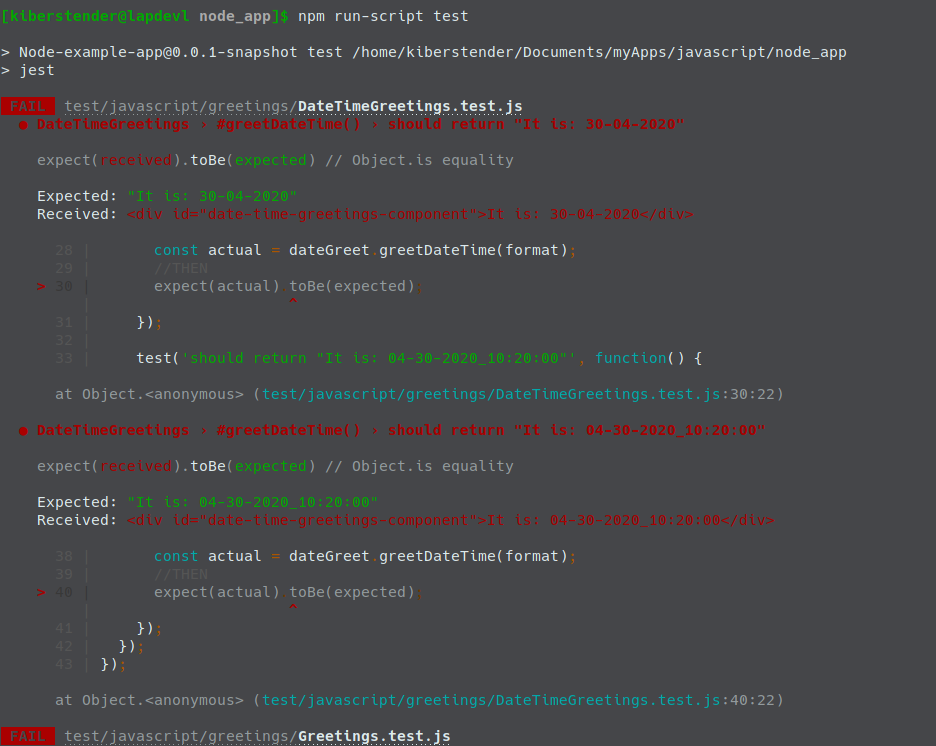 [kiberstender@lapdevl node_app]$ npm run-script test
> Node-example-app@0.0.1-snapshot test /home/kiberstender/Documents/myApps/javascript/node_app
> jest
FAIL test/javascript/greetings/DateTimeGreetings.test.js
● DateTimeGreetings › #greetDateTime() › should return "It is: 30-04-2020"
expect(received).toBe(expected) // Object.is equality
Expected: "It is: 30-04-2020"
Received: <div id="date-time-greetings-component">It is: 30-04-2020</div>
28 | const actual = dateGreet.greetDateTime(format);
29 | //THEN
> 30 | expect(actual) toBe(expected)
| ^
31 | });
32 |
33 | test('should return "It is: 04-30-2020_10:20:00"', function() {
at Object.<anonymous> (test/javascript/greetings/DateTimeGreetings.test.js:30:22)
● DateTimeGreetings › #greetDateTime() › should return "It is: 04-30-2020_10:20:00"
expect(received).toBe(expected) // Object.is equality
Expected: "It is: 04-30-2020_10:20:00"
Received: <div id="date-time-greetings-component">It is: 04-30-2020_10:20:00</div>
38 | const actual = dateGreet.greetDateTime(format);
39 | //THEN
> 40 | expect(actual) toBe(expected)
| ^
41 | });
42 | });
43 | });
at Object.<anonymous> (test/javascript/greetings/DateTimeGreetings.test.js:40:22)
FAIL test/javascript/greetings/Greetings.test.js